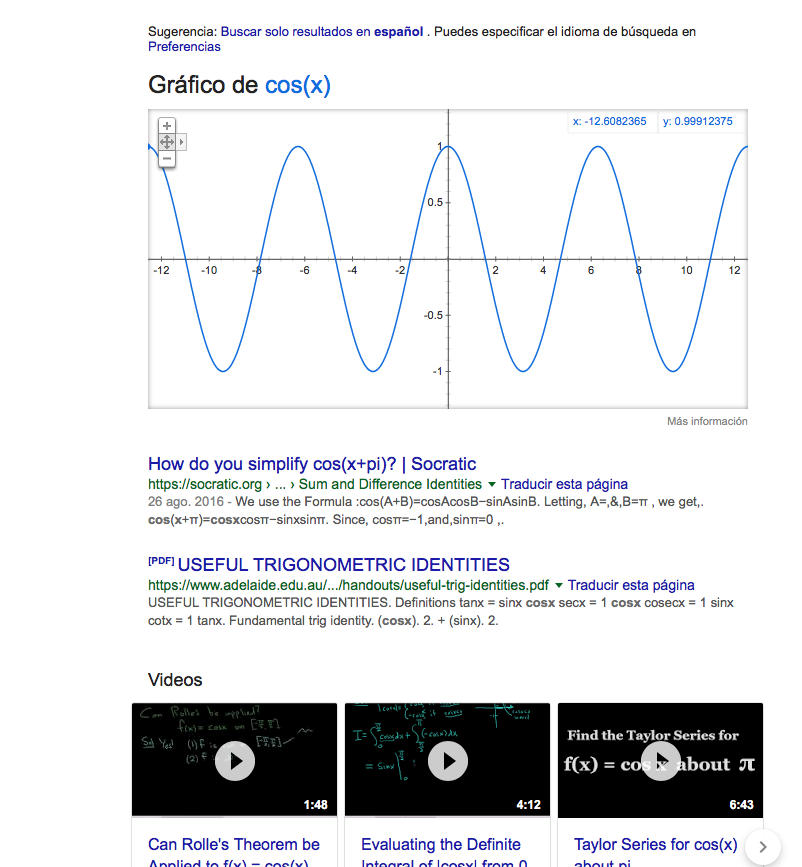 Sugerencia: Buscar solo resultados en español . Puedes especificar el idioma de búsqueda en
Preferencias
Gráfico de cos(x)
x: -12.6082365 y: 0.99912375
1
0.5
-12 -10 -8 -6 -4 -2 2 4 6 8 10 12
-0.5
-1
Más información
How do you simplify cos(x+pi)? | Socratic
https://socratic.org › ... › Sum and Difference Identities ▼ Traducir esta página
26 ago. 2016 - We use the Formula :cos(A+B)=cosAcosB−sinAsinB. Letting, A=,&,B=π , we get,.
cos(x+π)=cosxcosπ−sinxsinπ. Since, cosπ=−1,and,sinπ=0 ,.
[PDF] USEFUL TRIGONOMETRIC IDENTITIES
https://www.adelaide.edu.au/.../handouts/useful-trig-identities.pdf ▼ Traducir esta página
USEFUL TRIGONOMETRIC IDENTITIES. Definitions tanx = sinx cosx secx = 1 cosx cosecx = 1 sinx
cotx = 1 tanx. Fundamental trig identity. (cosx). 2. + (sinx). 2.
Videos
Can Rolle's be applied?
f(x) = cosx on
Sol Yes! (1) f is
(2) f
1:48
= sinx
4:12
Find the Taylor Series for
f(x) = cos x about π
6:43
Can Rolle's Theorem be
Applied to f(x) = cos(x)
Evaluating the Definite
Integral of |cosx| from 0
Taylor Series for cos(x)
about pi